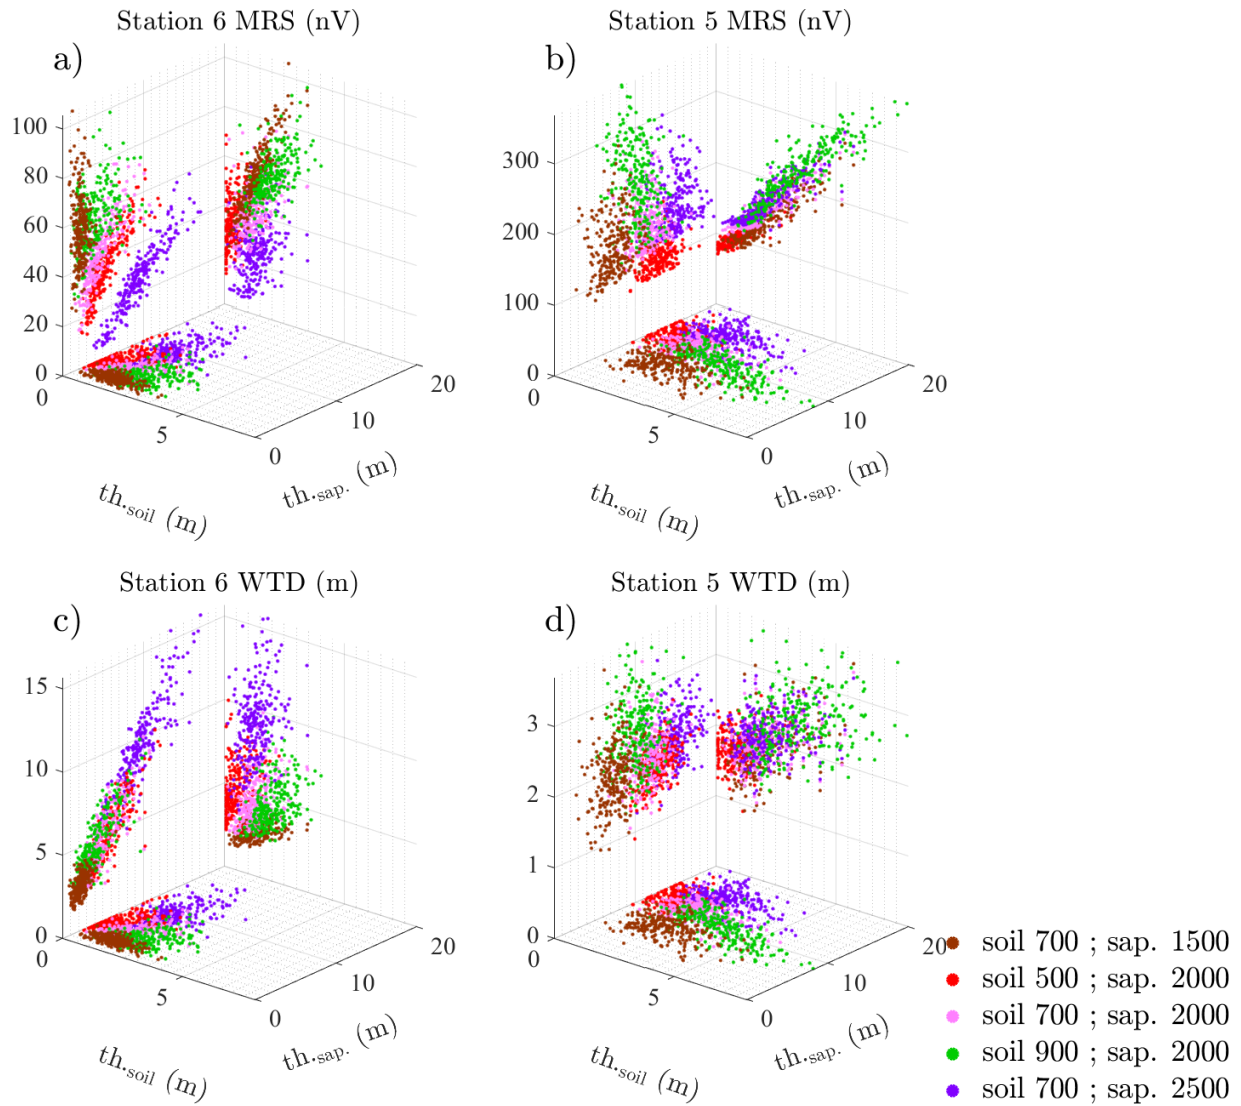 Station 6 MRS (nV)
a)
100
80
60
40
20
0
0
5
0
10
20
th.soil (m)
th.sap. (m)
Station 5 MRS (nV)
b)
300
200
100
0
0
5
0
10
20
th.soil (m)
th.sap. (m)
Station 6 WTD (m)
c)
15
10
5
0
0
5
0
10
20
th.soil (m)
th.sap. (m)
Station 5 WTD (m)
d)
3
2
1
0
0
5
0
10
20
th.soil (m)
th.sap. (m)
soil 700 ; sap. 1500
soil 500 ; sap. 2000
soil 700 ; sap. 2000
soil 900 ; sap. 2000
soil 700 ; sap. 2500